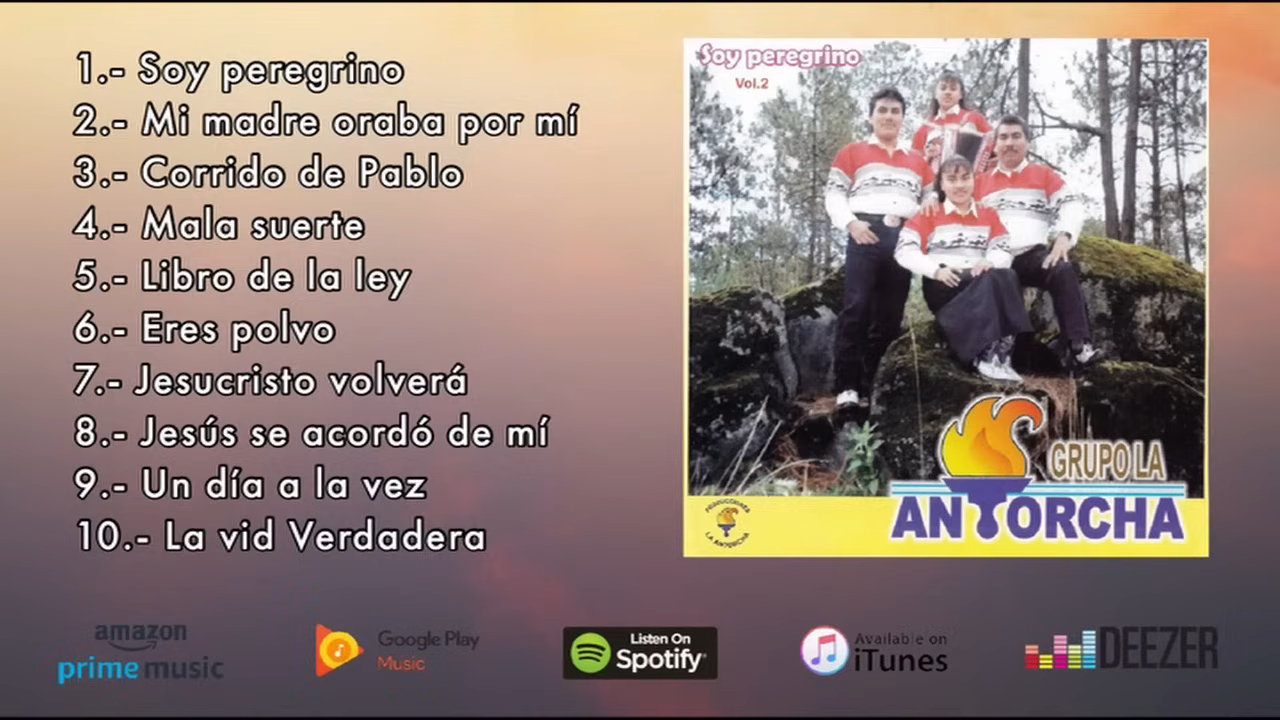 1.- Soy peregrino
2.- Mi madre oraba por mí
3.- Corrido de Pablo
4.- Mala suerte
5.- Libro de la ley
6.- Eres polvo
7.- Jesucristo volverá
8.- Jesús se acordó de mí
9.- Un día a la vez
10.- La vid Verdadera
Soy peregrino
Vol.2
GRUPO LA
ANTORCHA
PRODUCCIONES
LA ANTORCHA
amazon
prime music
Google Play
Music
Listen On
Spotify®
Available on
iTunes
DEEZER